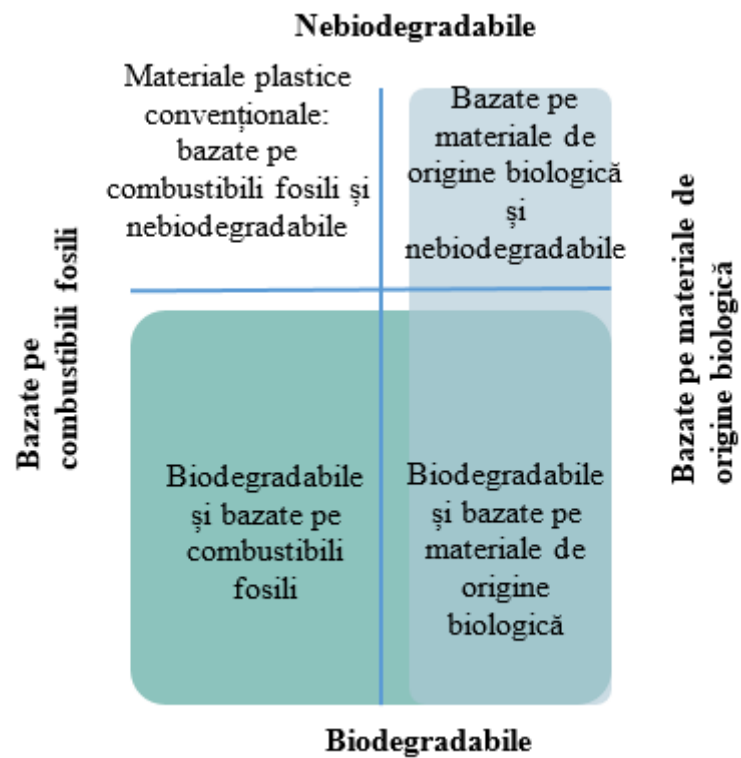 Nebiodegradabile
Materiale plastice
convenționale:
bazate pe
combustibili fosili și
nebiodegradabile
Bazate pe
materiale de
origine biologică
și
nebiodegradabile
Bazate pe
combustibili fosili
Bazate pe materiale de
origine biologică
Biodegradabile
și bazate pe
combustibili
fosili
Biodegradabile
și bazate pe
materiale de
origine
biologică
Biodegradabile